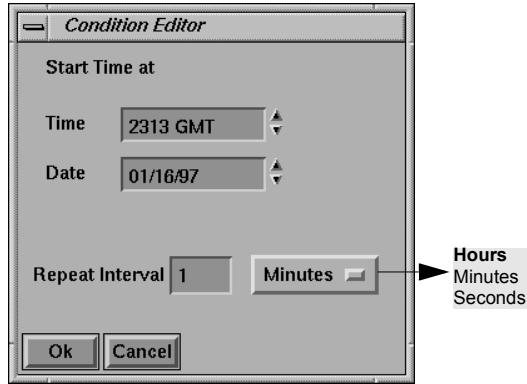 Condition Editor
Start Time at
Time 2313 GMT
Date 01/16/97
Repeat Interval 1 Minutes
Hours
Minutes
Seconds
Ok Cancel